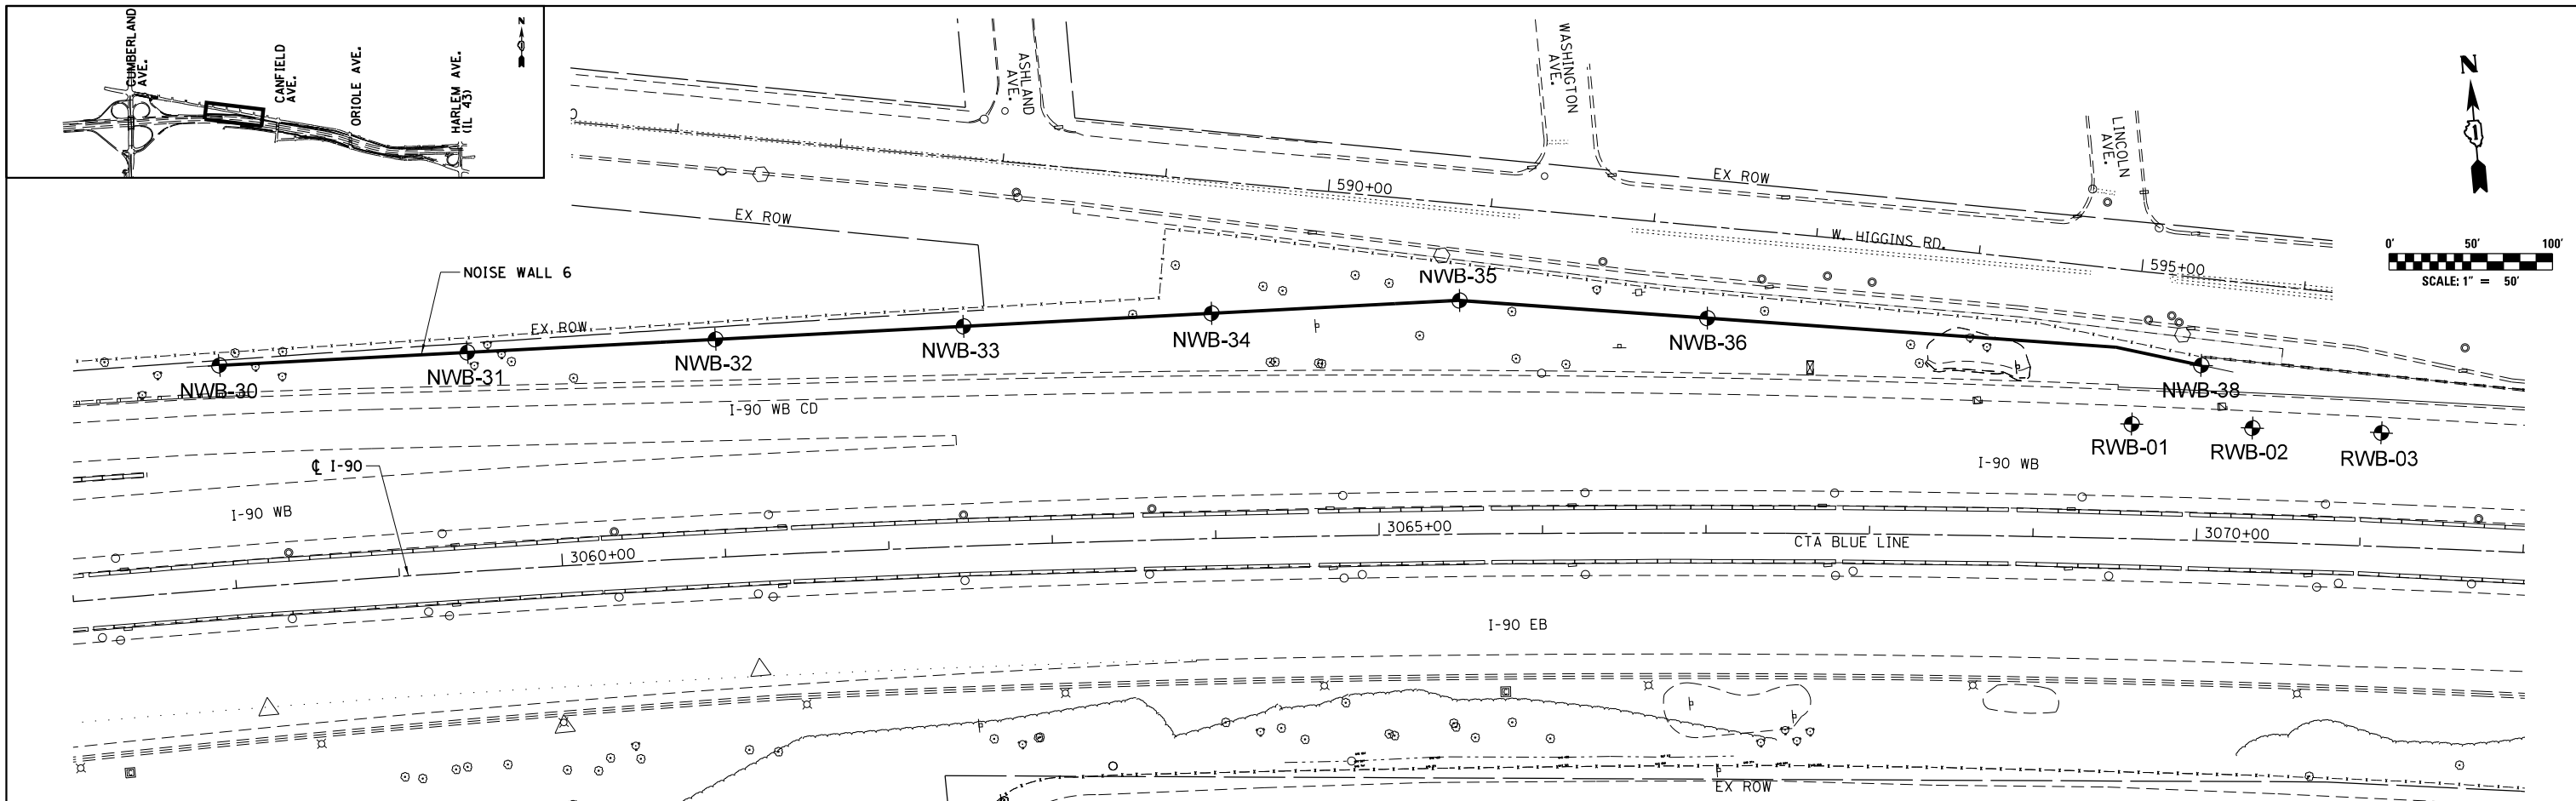 CUMBERLAND
AVE.
CANFIELD
AVE.
ORIOLE AVE.
HARLEM AVE.
(IL 43)
N
ASHLAND
AVE.
WASHINGTON
AVE.
LINCOLN
AVE.
N
1
EX ROW
590+00
EX ROW
W. HIGGINS RD.
595+00
0' 50' 100'
SCALE: 1" = 50'
NOISE WALL 6
NWB-35
EX ROW
NWB-34
NWB-36
NWB-33
NWB-32
NWB-31
NWB-30
NWB-38
I-90 WB CD
RWB-01
RWB-02
RWB-03
℄ I-90
I-90 WB
I-90 WB
3065+00
3070+00
CTA BLUE LINE
3060+00
I-90 EB
EX ROW